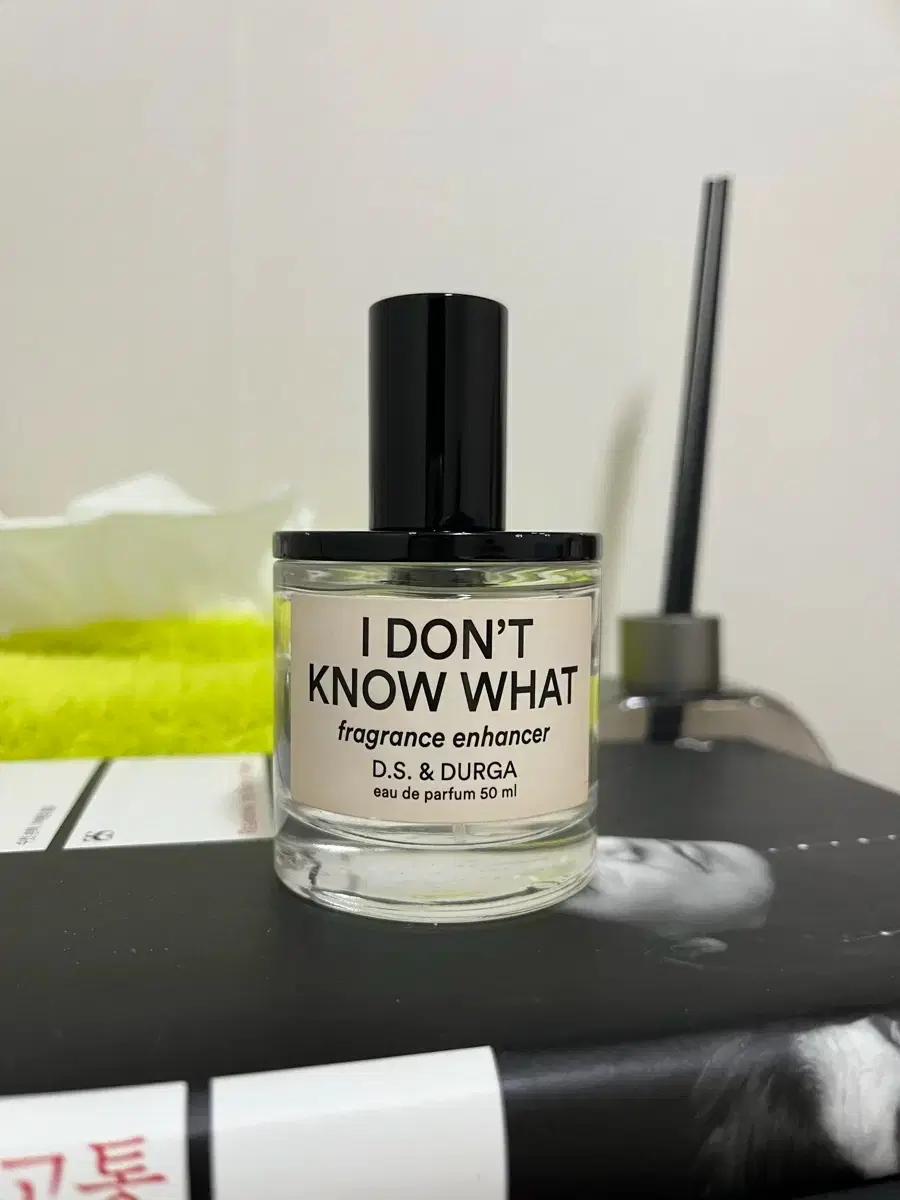 I DON'T
KNOW WHAT
fragrance enhancer
D.S. & DURGA
eau de parfum 50 ml
고통